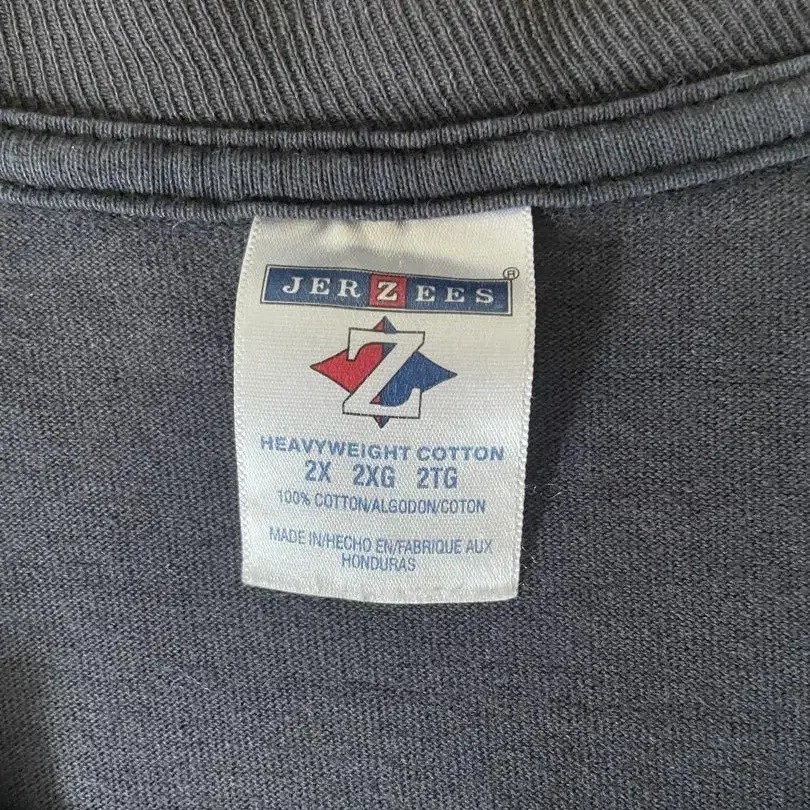 JERZEES®
Z
HEAVYWEIGHT COTTON
2X 2XG 2TG
100% COTTON/ALGODON/COTON
MADE IN/HECHO EN/FABRIQUE AUX
HONDURAS